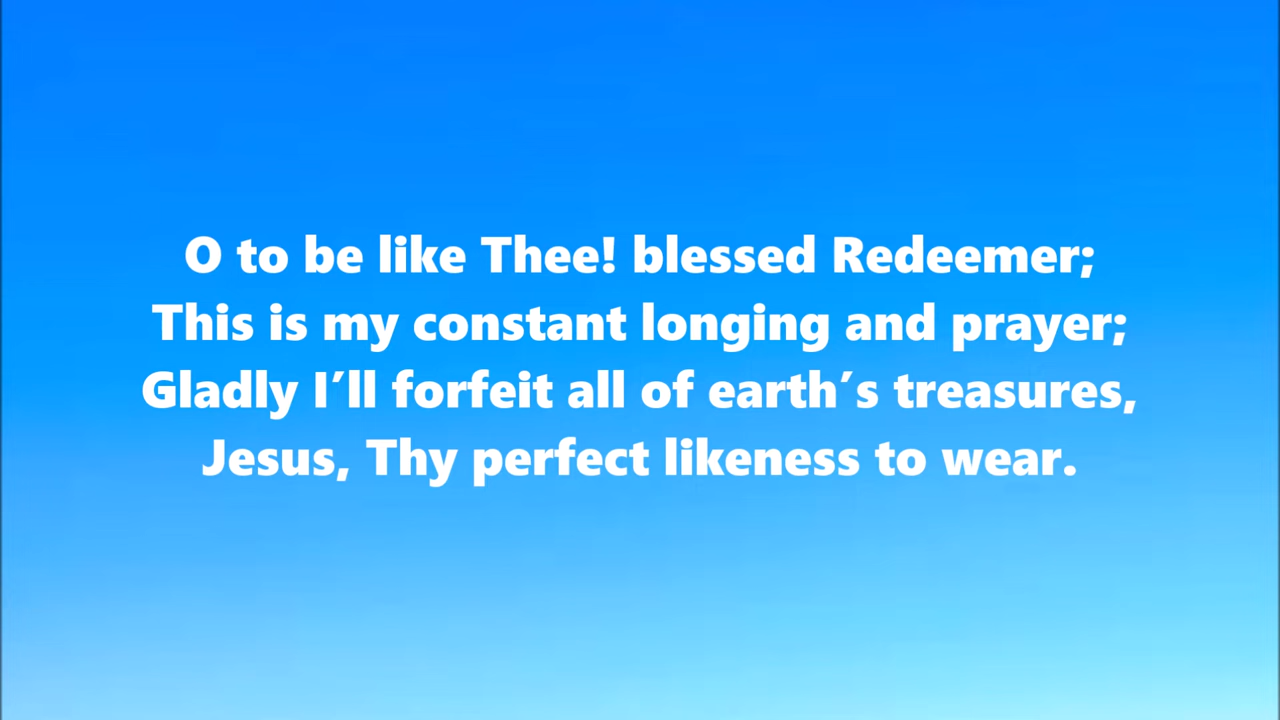 O to be like Thee! blessed Redeemer;
This is my constant longing and prayer;
Gladly I′ll forfeit all of earth′s treasures,
Jesus, Thy perfect likeness to wear.